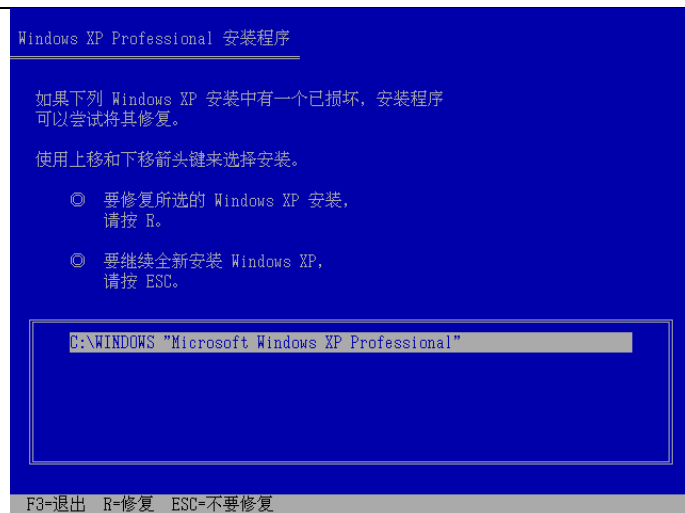 Windows XP Professional 安装程序
如果下列 Windows XP 安装中有一个已损坏，安装程序
可以尝试将其修复。
使用上移和下移箭头键来选择安装。
◎ 要修复所选的 Windows XP 安装，
请按 R。
◎ 要继续全新安装 Windows XP，
请按 ESC。
C:\WINDOWS "Microsoft Windows XP Professional"
F3=退出 R=修复 ESC=不要修复